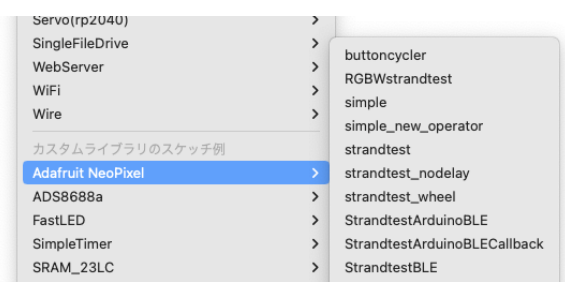 Servo(rp2040)
SingleFileDrive
WebServer
WiFi
Wire
カスタムライブラリのスケッチ例
Adafruit NeoPixel
ADS8688a
FastLED
SimpleTimer
SRAM_23LC
buttoncycler
RGBWstrandtest
simple
simple_new_operator
strandtest
strandtest_nodelay
strandtest_wheel
StrandtestArduinoBLE
StrandtestArduinoBLECallback
StrandtestBLE